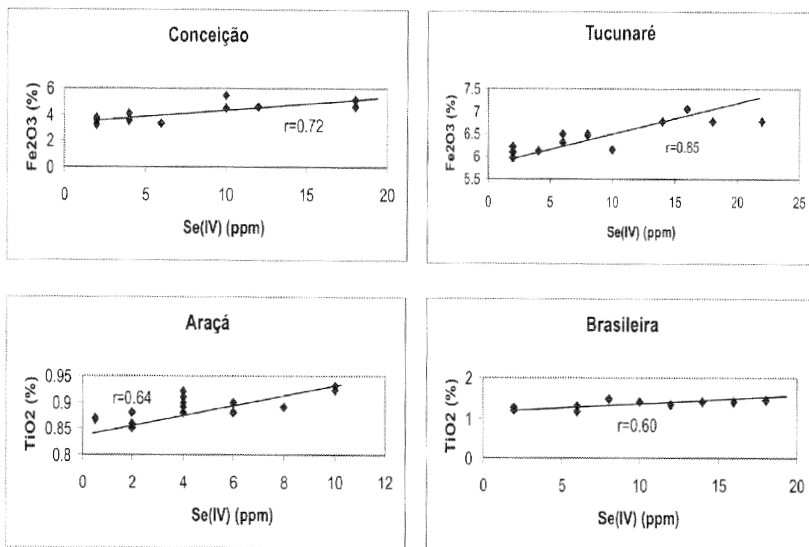 Conceição
Fe2O3 (%)
6
4
2
0
r=0.72
0 5 10 15 20
Se(IV) (ppm)
Tucunaré
Fe2O3 (%)
7.5
7
6.5
6
5.5
r=0.85
0 5 10 15 20 25
Se(IV) (ppm)
Araçá
TiO2 (%)
0.95
0.9
0.85
0.8
r=0.64
0 2 4 6 8 10 12
Se(IV) (ppm)
Brasileira
TiO2 (%)
2
1
0
r=0.60
0 5 10 15 20
Se(IV) (ppm)